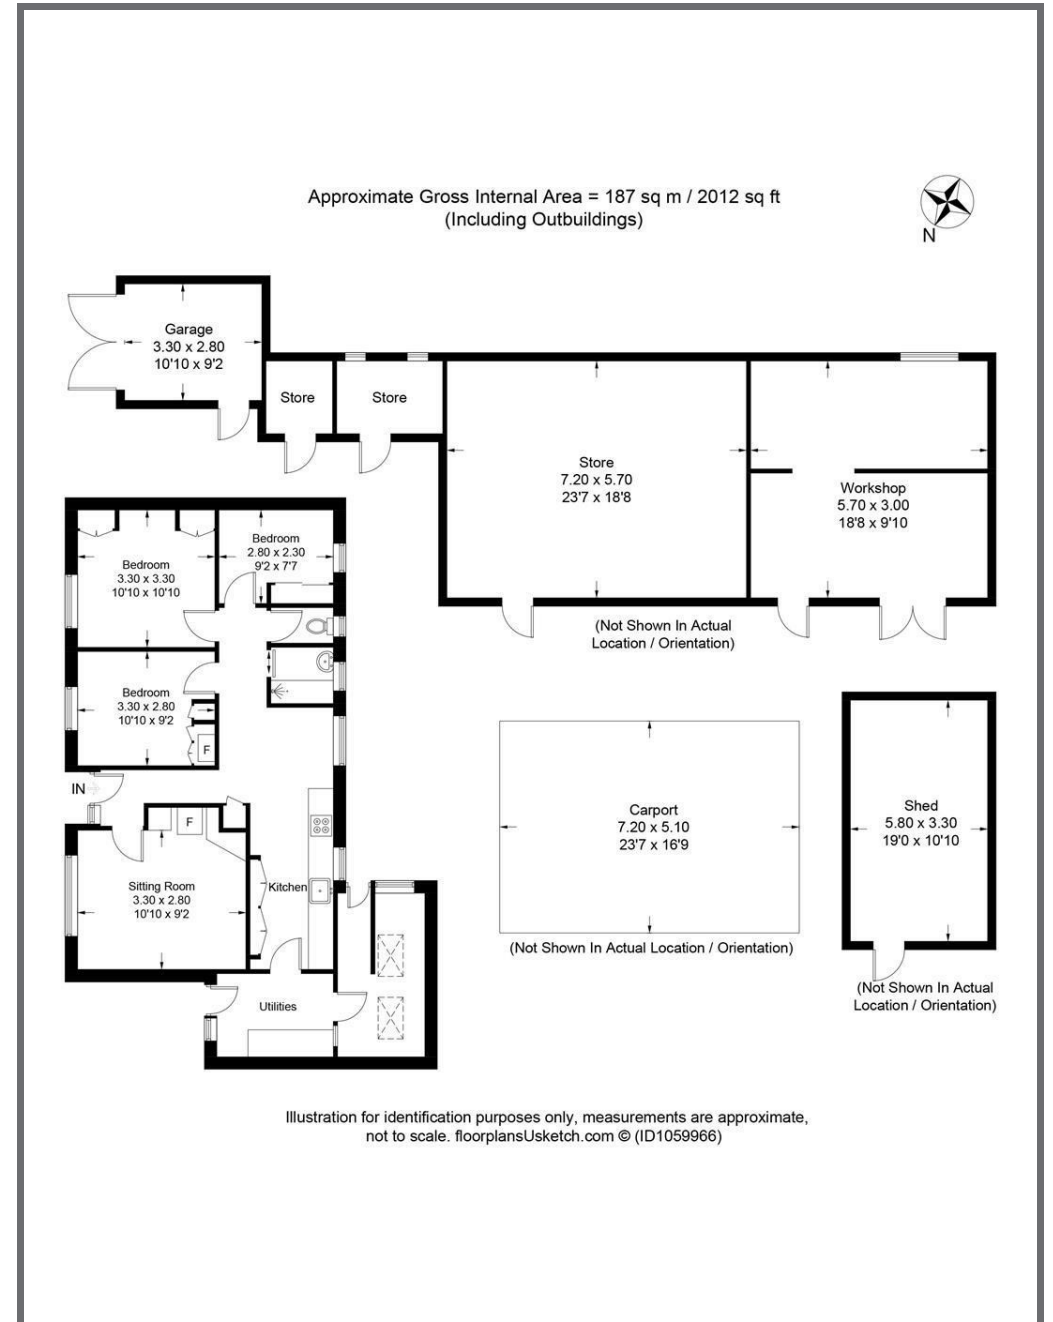 Approximate Gross Internal Area = 187 sq m / 2012 sq ft
(Including Outbuildings)
N
Garage
3.30 x 2.80
10'10 x 9'2
Store
Store
Store
7.20 x 5.70
23'7 x 18'8
Workshop
5.70 x 3.00
18'8 x 9'10
(Not Shown In Actual
Location / Orientation)
Bedroom
3.30 x 3.30
10'10 x 10'10
Bedroom
2.80 x 2.30
9'2 x 7'7
Bedroom
3.30 x 2.80
10'10 x 9'2
F
IN
F
Sitting Room
3.30 x 2.80
10'10 x 9'2
Kitchen
Utilities
Carport
7.20 x 5.10
23'7 x 16'9
(Not Shown In Actual Location / Orientation)
Shed
5.80 x 3.30
19'0 x 10'10
(Not Shown In Actual
Location / Orientation)
Illustration for identification purposes only, measurements are approximate,
not to scale. floorplansUsketch.com © (ID1059966)